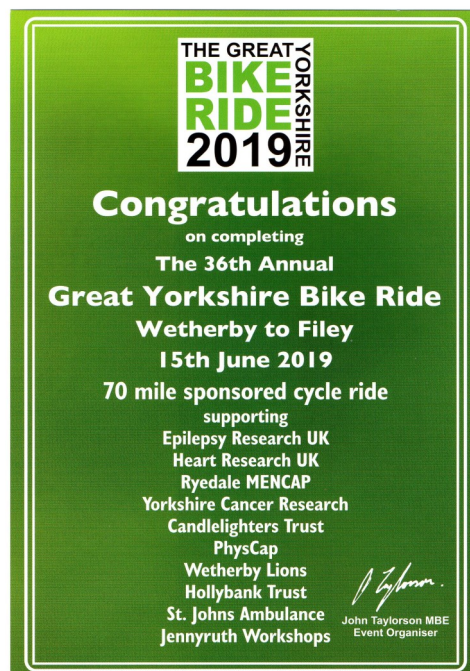 THE GREAT
YORKSHIRE
BIKE
RIDE
2019
Congratulations
on completing
The 36th Annual
Great Yorkshire Bike Ride
Wetherby to Filey
15th June 2019
70 mile sponsored cycle ride
supporting
Epilepsy Research UK
Heart Research UK
Ryedale MENCAP
Yorkshire Cancer Research
Candlelighters Trust
PhysCap
Wetherby Lions
Hollybank Trust
St. Johns Ambulance
Jennyruth Workshops
J Taylorson.
John Taylorson MBE
Event Organiser